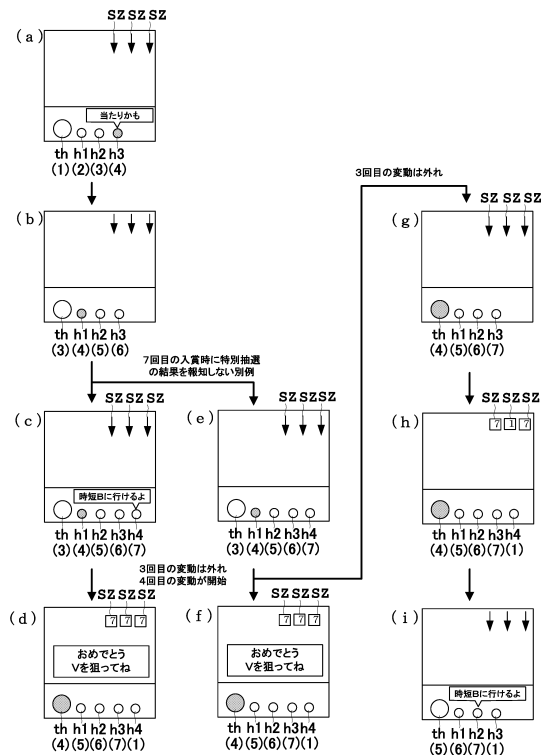 SZ SZ SZ
(a)
当たりかも
th h1 h2 h3
(1) (2) (3) (4)
(b)
th h1 h2 h3
(3) (4) (5) (6)
7回目の入賞時に特別抽選
の結果を報知しない別例
SZ SZ SZ
(c)
時短Bに行けるよ
th h1 h2 h3 h4
(3) (4) (5) (6) (7)
SZ SZ SZ
(e)
th h1 h2 h3 h4
(3) (4) (5) (6) (7)
3回目の変動は外れ
4回目の変動が開始
SZ SZ SZ
(d)
7 7 7
おめでとう
Vを狙ってね
th h1 h2 h3 h4
(4) (5) (6) (7) (1)
SZ SZ SZ
(f)
7 7 7
おめでとう
Vを狙ってね
th h1 h2 h3 h4
(4) (5) (6) (7) (1)
3回目の変動は外れ
SZ SZ SZ
(g)
th h1 h2 h3
(4) (5) (6) (7)
SZ SZ SZ
(h)
7 1 7
th h1 h2 h3 h4
(4) (5) (6) (7) (1)
(i)
時短Bに行けるよ
th h1 h2 h3
(5) (6) (7) (1)